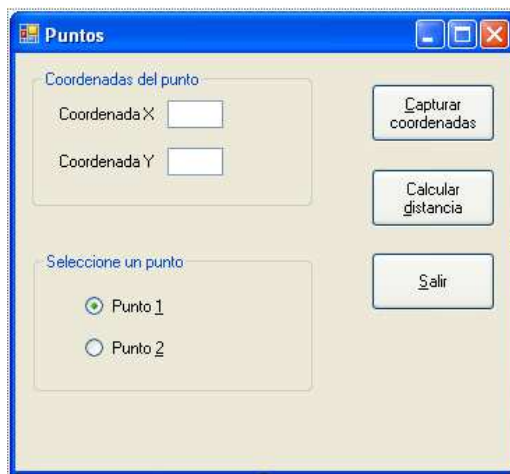 Puntos
Coordenadas del punto
Coordenada X
Coordenada Y
Capturar
coordenadas
Calcular
distancia
Seleccione un punto
Punto 1
Punto 2
Salir